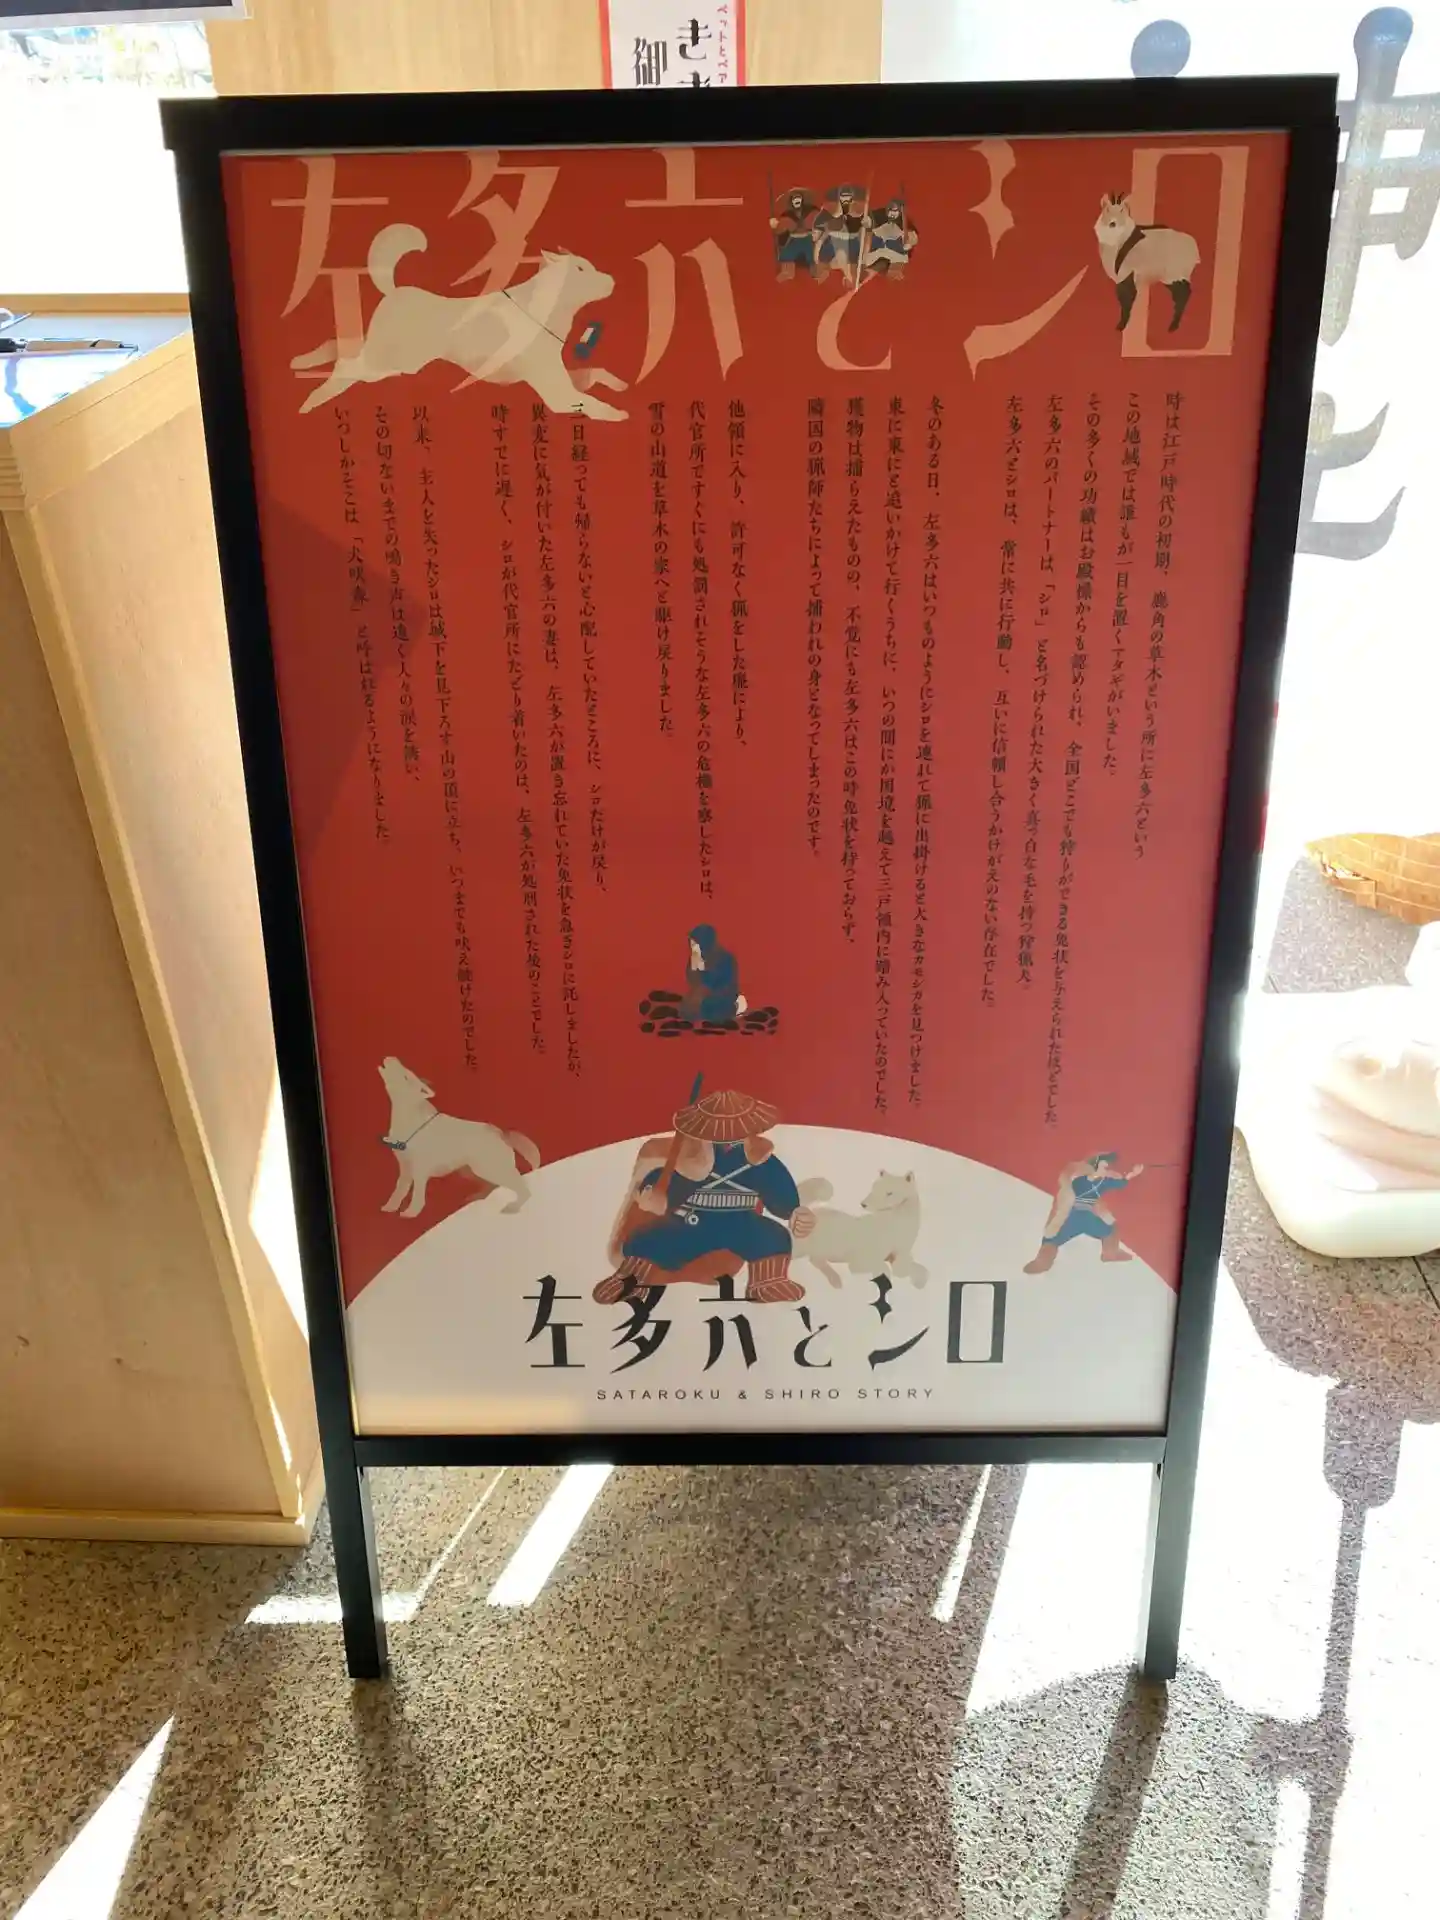 ペットとペア
きま
御
左多六とシロ
時は江戸時代の初期、鹿角の草木という所に左多六という
この地域では誰もが一目を置くマタギがいました。
その多くの功績はお殿様からも認められ、全国どこでも狩りができる免状を与えられたほどでした。
左多六のパートナーは、「シロ」と名づけられた大きく真っ白な毛を持つ狩猟犬。
左多六とシロは、常に共に行動し、互いに信頼し合うかけがえのない存在でした。
冬のある日、左多六はいつものようにシロを連れて猟に出掛けると大きなカモシカを見つけました。
東に東にと追いかけて行くうちに、いつの間にか国境を越えて三戸領内に踏み入っていたのでした。
獲物は捕らえたものの、不覚にも左多六はこの時免状を持っておらず、
隣国の猟師たちによって捕われの身となってしまったのです。
他領に入り、許可なく猟をした廉により、
代官所ですぐにも処罰されそうな左多六の危機を察したシロは、
雪の山道を草木の家へと駆け戻りました。
三日経っても帰らないと心配していたところに、シロだけが戻り、
異変に気が付いた左多六の妻は、左多六が置き忘れていた免状を急ぎシロに託しましたが、
時すでに遅く、シロが代官所にたどり着いたのは、左多六が処刑された後のことでした。
以来、主人を失ったシロは城下を見下ろす山の頂に立ち、いつまでも吠え続けたのでした。
その切ないまでの鳴き声は遠く人々の涙を誘い、
いつしかそこは「犬吠森」と呼ばれるようになりました。
左多六とシロ
SATAROKU & SHIRO STORY